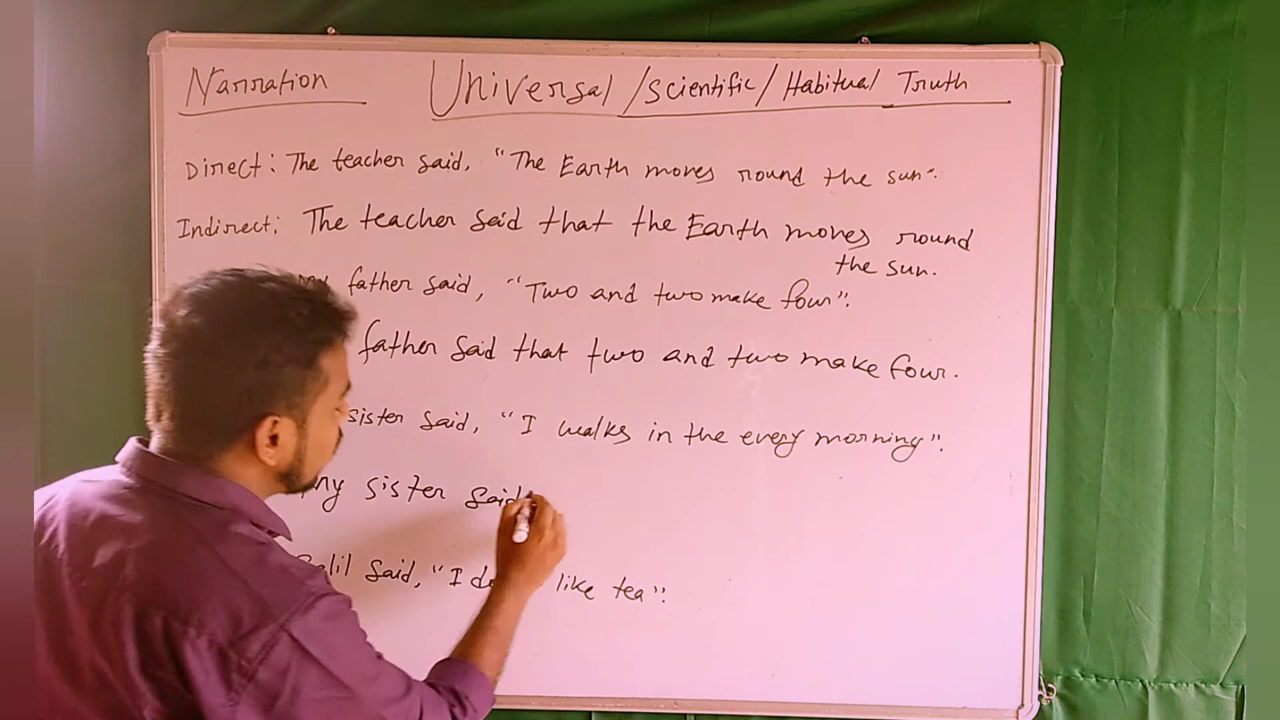 Narration Universal/scientific/Habitual Truth
Direct: The teacher said, "The Earth moves round the sun".
Indirect: The teacher said that the Earth moves round
the sun.
My father said, "Two and two make four".
father said that two and two make four.
sister said, "I walks in the every morning".
My sister said
said, "I like tea".